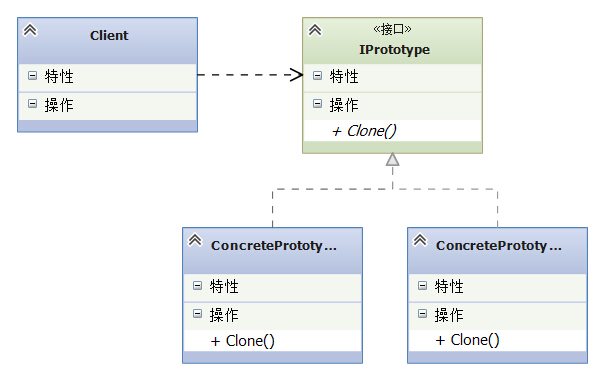 Client
特性
操作
«接口»
IPrototype
特性
操作
+ Clone()
ConcretePrototy...
特性
操作
+ Clone()
ConcretePrototy...
特性
操作
+ Clone()